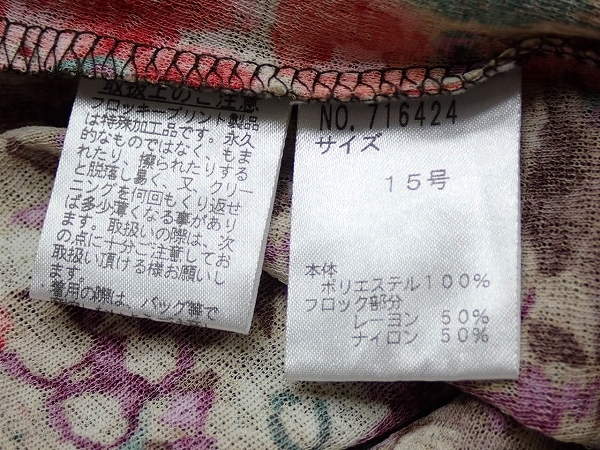 取扱上のご注意
フロッキープリント製品
は特殊加工品です。永久
的なものではなく、もま
れたり、擦られたりする
と脱落し易く、又、クリー
ニングを何回もくり返せ
ば多少薄くなる事があり
ます。取扱いの際は、次
の点に十分ご注意してお
取扱い頂ける様お願いし
ます。
着用の際は、バッグ等で
NO. 716424
サイズ
15号
本体
ポリエステル100%
フロック部分
レーヨン 50%
ナイロン 50%